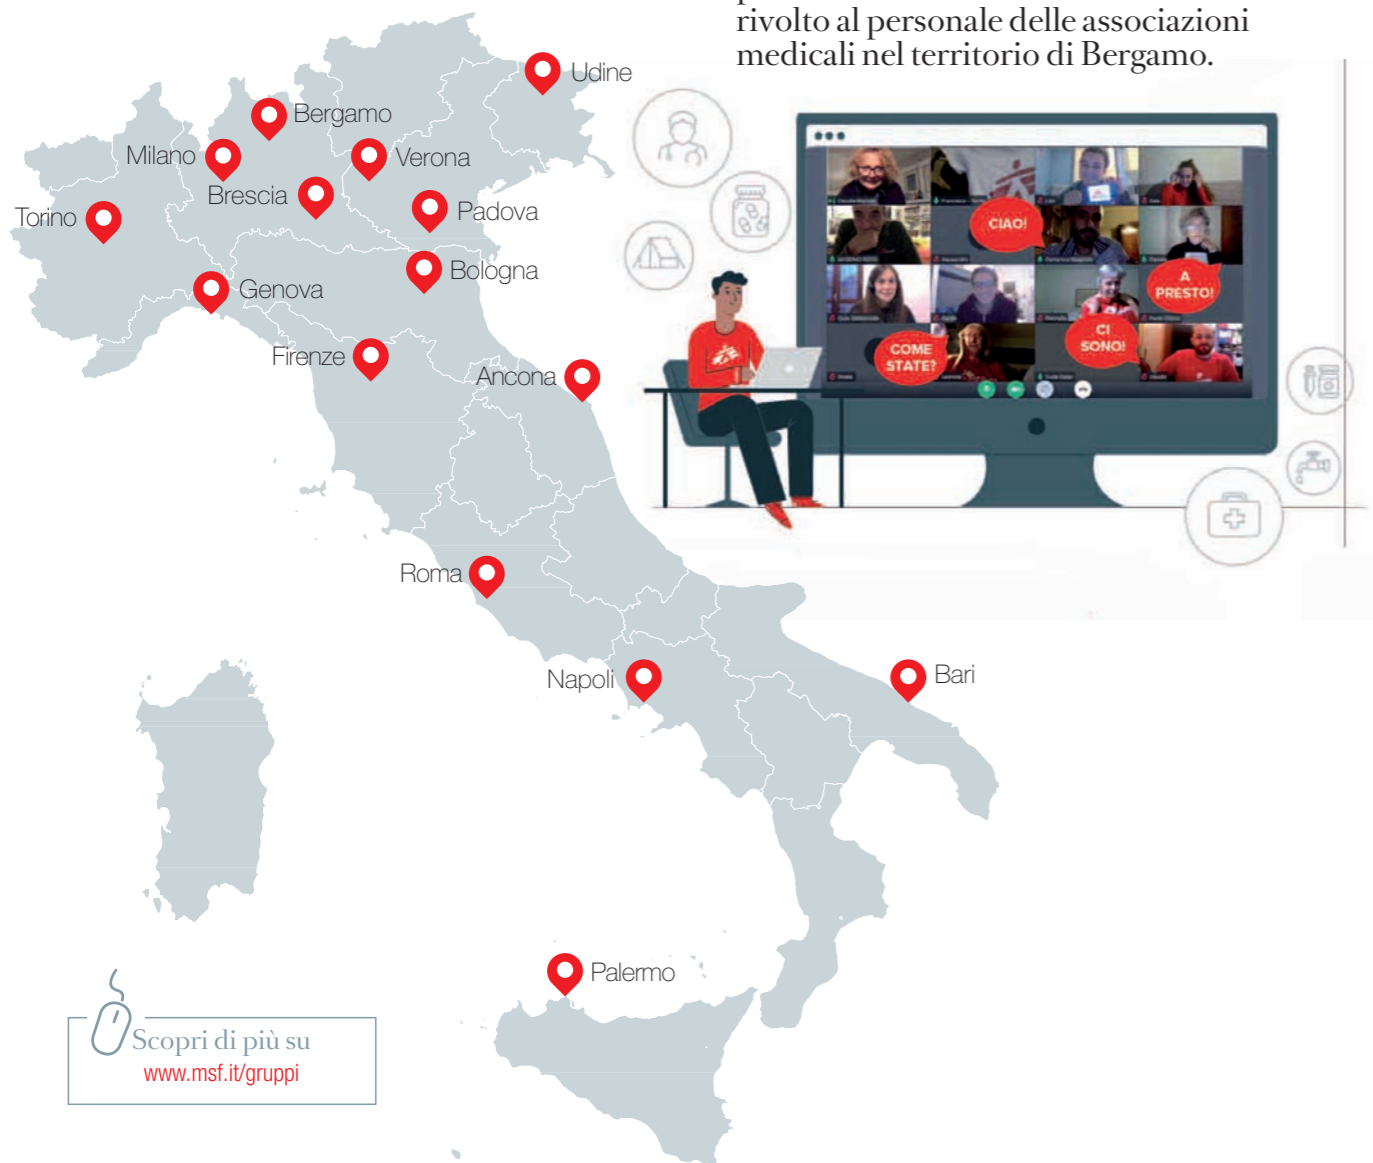 rivolto al personale delle associazioni
medicali nel territorio di Bergamo.
Udine
Bergamo
Milano
Verona
Brescia
Padova
Torino
Bologna
Genova
Firenze
Ancona
Roma
Napoli
Bari
Palermo
CIAO!
A
PRESTO!
CI
SONO!
COME
STATE?
Scopri di più su
www.msf.it/gruppi